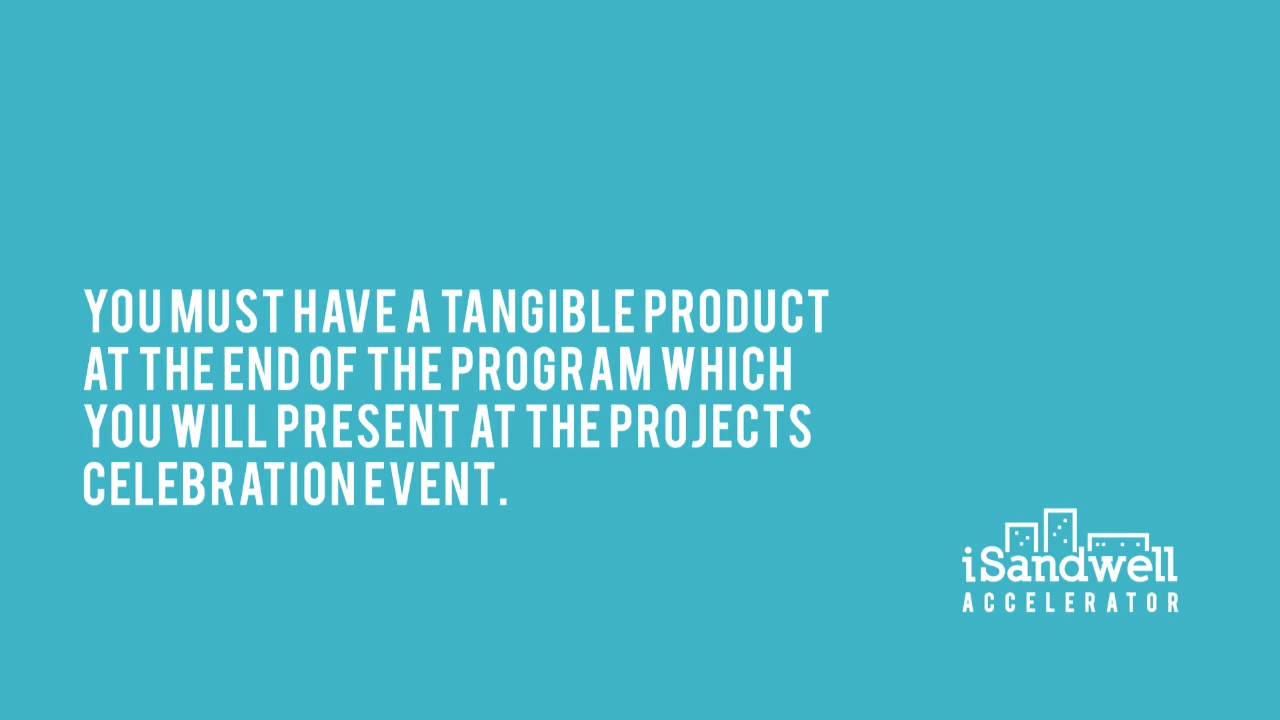 YOU MUST HAVE A TANGIBLE PRODUCT
AT THE END OF THE PROGRAM WHICH
YOU WILL PRESENT AT THE PROJECTS
CELEBRATION EVENT.
iSandwell
ACCELERATOR